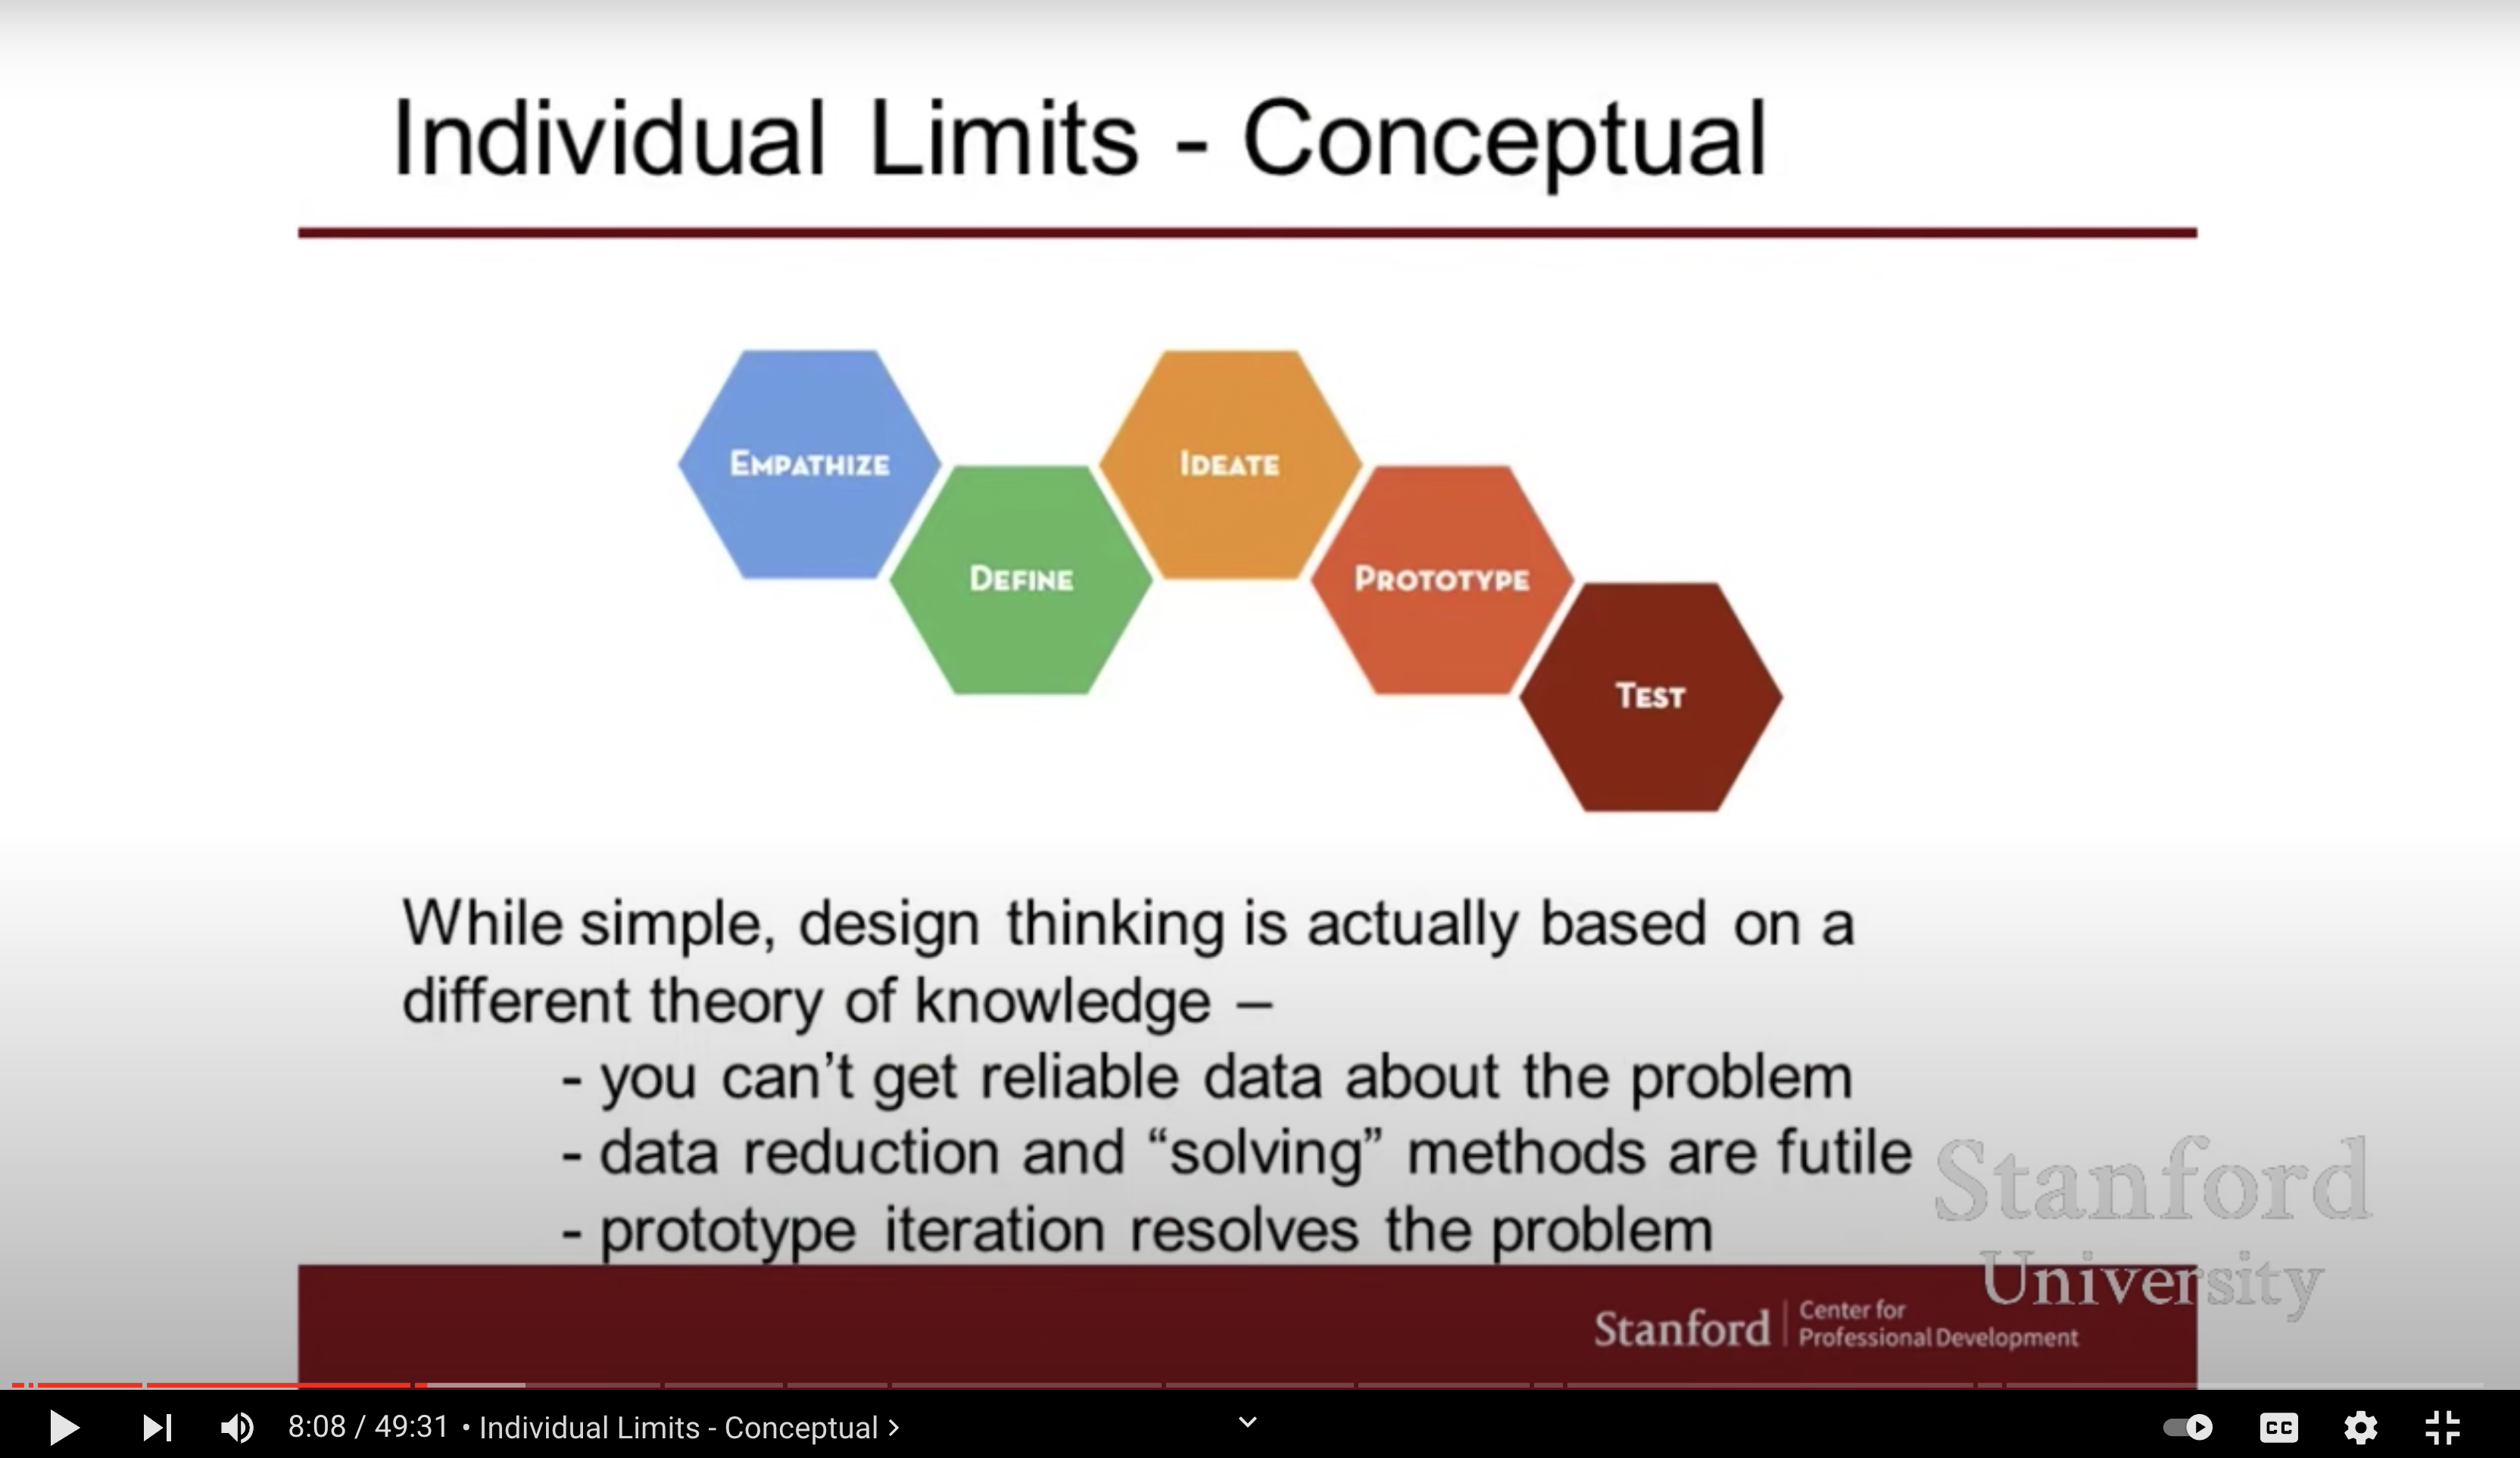 Individual Limits - Conceptual
EMPATHIZE
IDEATE
DEFINE
PROTOTYPE
TEST
While simple, design thinking is actually based on a
different theory of knowledge –
- you can’t get reliable data about the problem
- data reduction and “solving” methods are futile
- prototype iteration resolves the problem
Stanford
University
Stanford | Center for
Professional Development
8:08 / 49:31 • Individual Limits - Conceptual >
CC